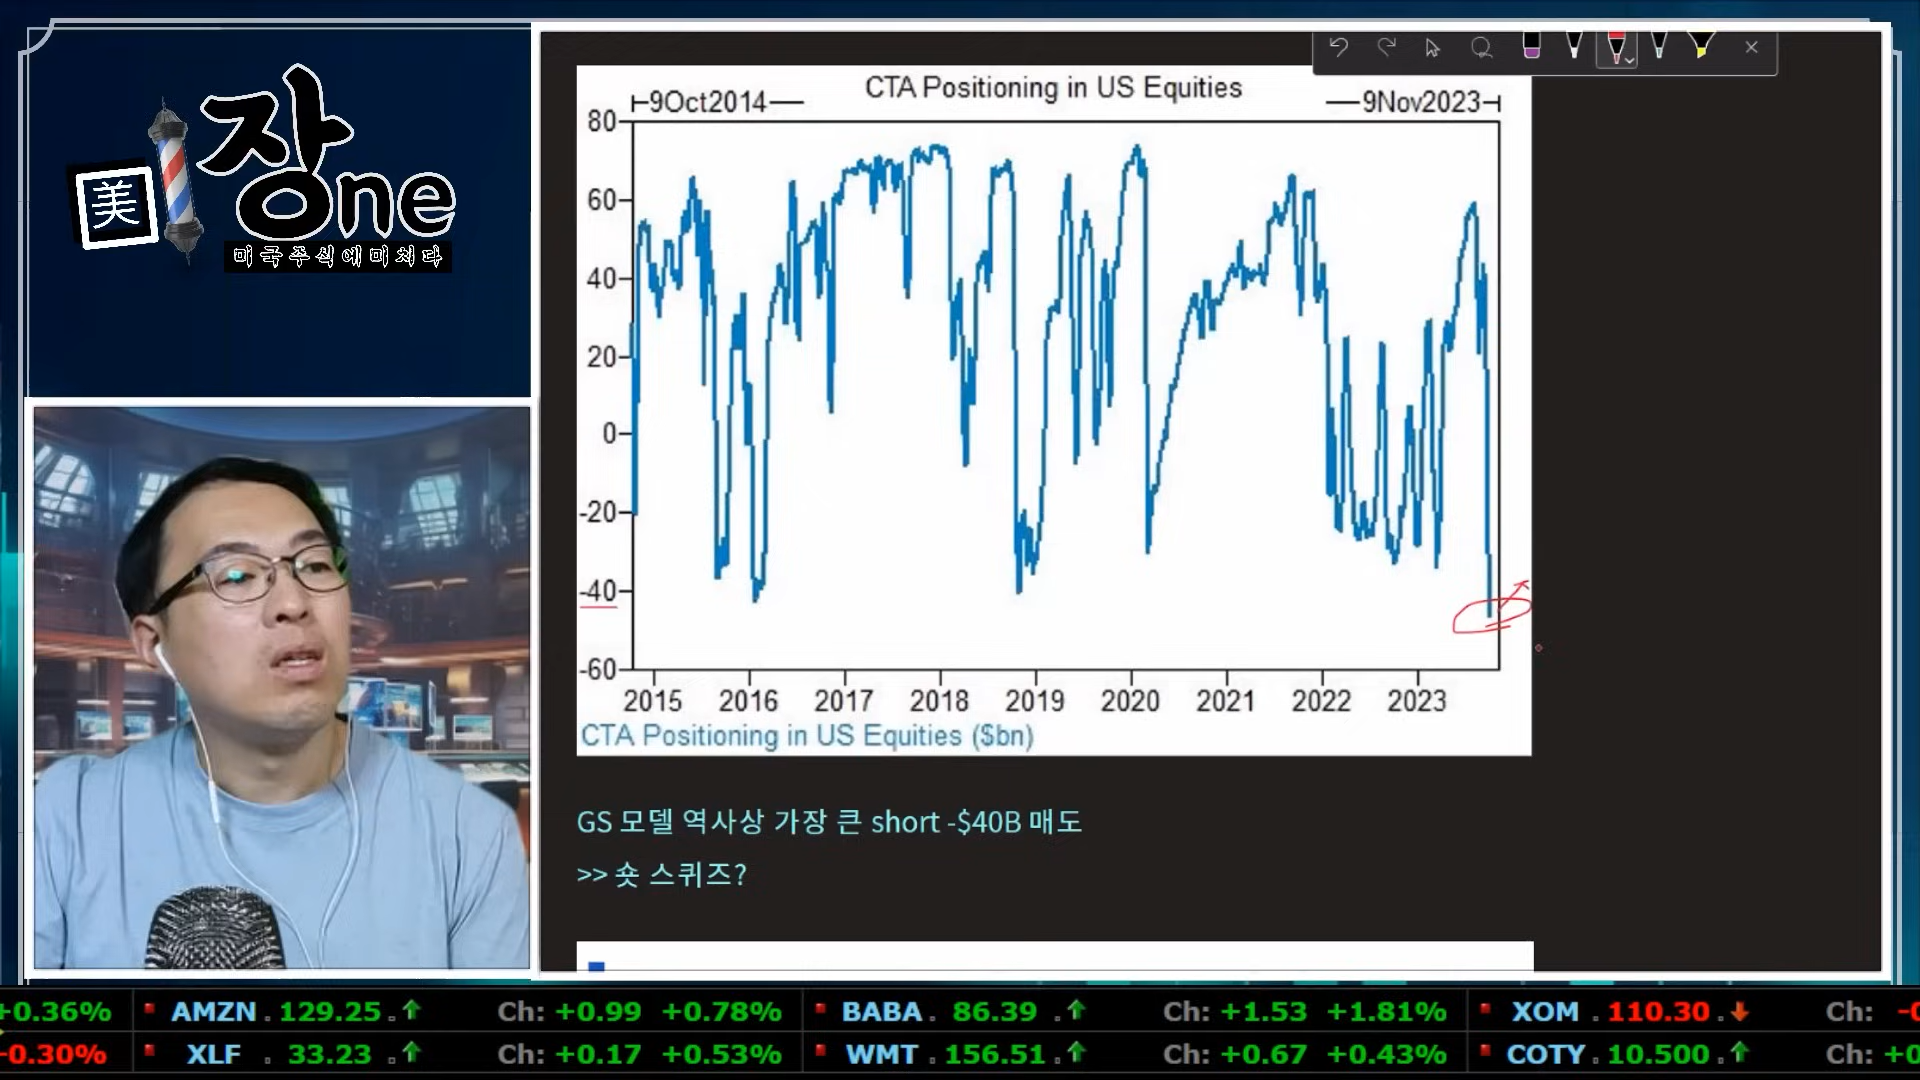 美 장one
미국주식에미치다
CTA Positioning in US Equities
9Oct2014
9Nov2023
80
60
40
20
0
-20
-40
-60
2015 2016 2017 2018 2019 2020 2021 2022 2023
CTA Positioning in US Equities ($bn)
GS 모델 역사상 가장 큰 short -$40B 매도
>> 숏 스퀴즈?
+0.36% AMZN 129.25 Ch: +0.99 +0.78% BABA 86.39 Ch: +1.53 +1.81% XOM 110.30 Ch:
-0.30% XLF 33.23 Ch: +0.17 +0.53% WMT 156.51 Ch: +0.67 +0.43% COTY 10.500 Ch: